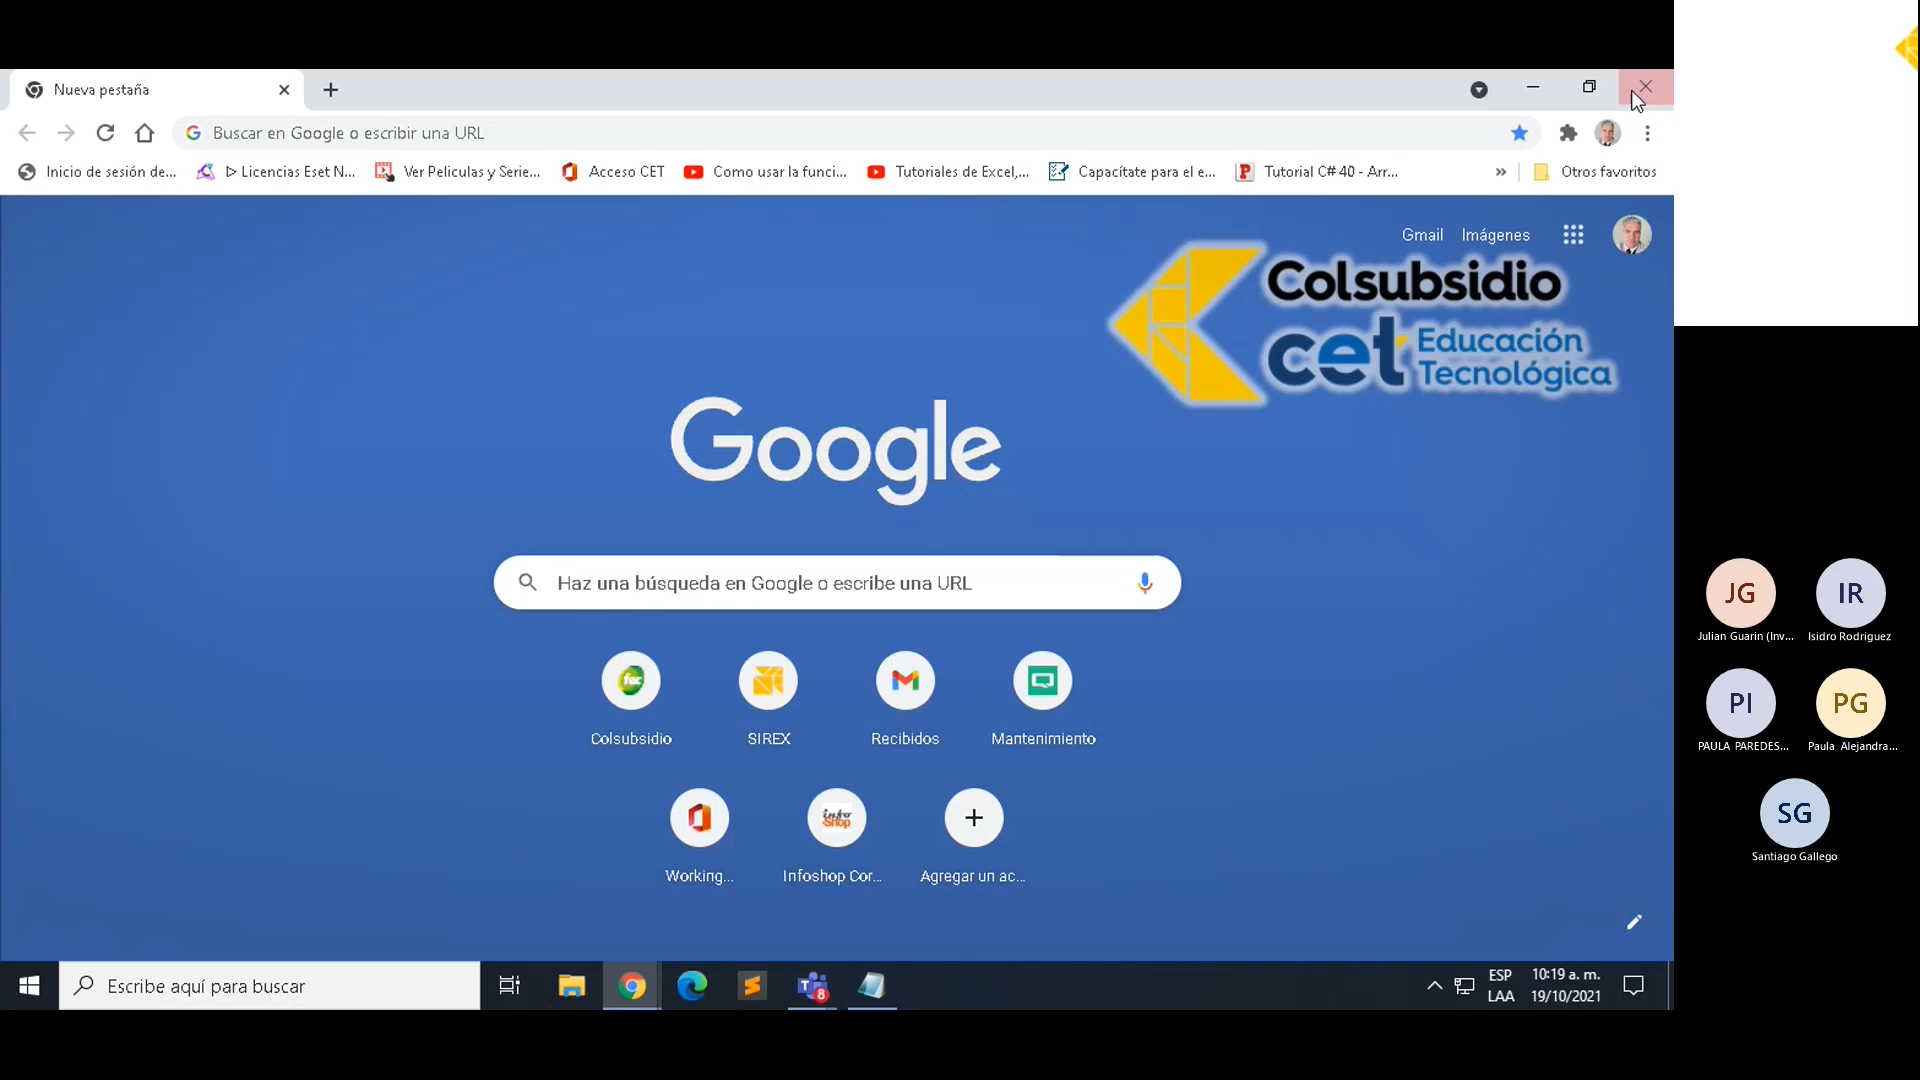 Nueva pestaña
Buscar en Google o escribir una URL
Inicio de sesión de...
ᐅ Licencias Eset N...
Ver Peliculas y Serie...
Acceso CET
Como usar la funci...
Tutoriales de Excel,...
Capacítate para el e...
Tutorial C# 40 - Arr...
»
Otros favoritos
Gmail
Imágenes
Colsubsidio
cet Educación
Tecnológica
Google
Haz una búsqueda en Google o escribe una URL
fec
Colsubsidio
SIREX
Recibidos
Mantenimiento
info
Shop
Working...
Infoshop Cor...
Agregar un ac...
JG
Julian Guarin (Inv...
IR
Isidro Rodriguez
PI
PAULA PAREDES...
PG
Paula Alejandra...
SG
Santiago Gallego
Escribe aquí para buscar
8
ESP
LAA
10:19 a. m.
19/10/2021